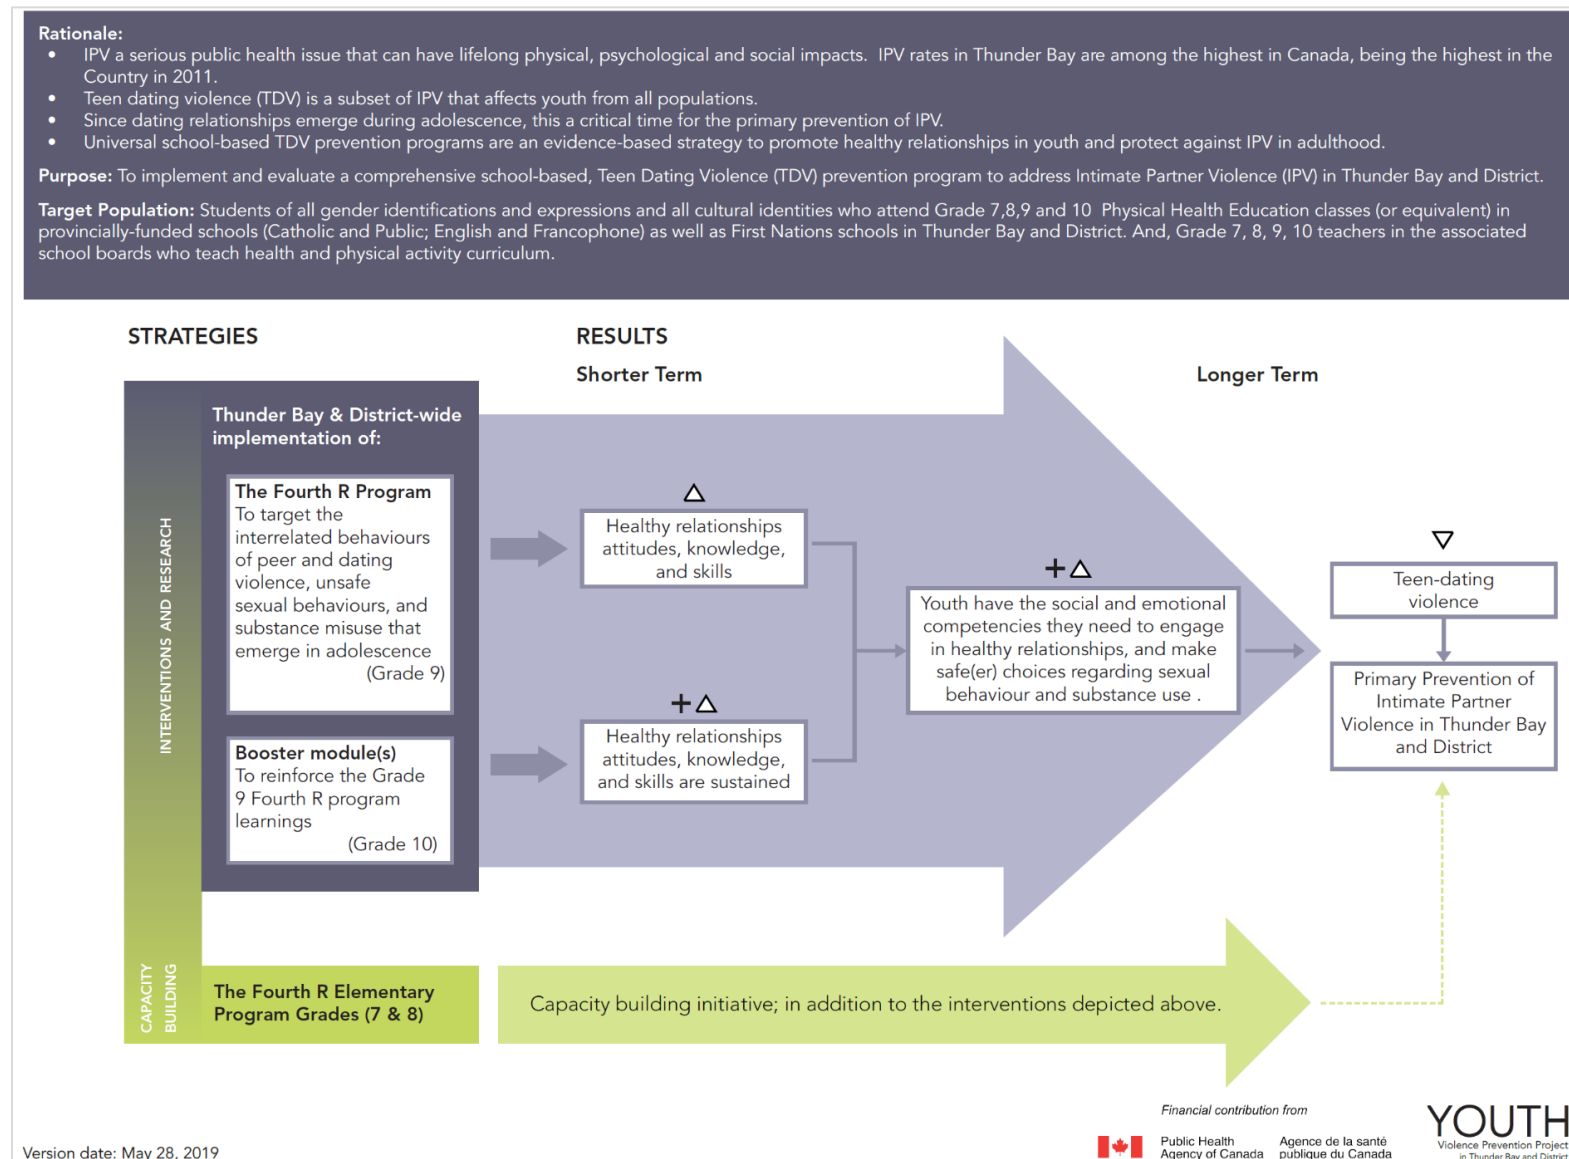 Rationale:
• IPV a serious public health issue that can have lifelong physical, psychological and social impacts. IPV rates in Thunder Bay are among the highest in Canada, being the highest in the
Country in 2011.
• Teen dating violence (TDV) is a subset of IPV that affects youth from all populations.
• Since dating relationships emerge during adolescence, this a critical time for the primary prevention of IPV.
• Universal school-based TDV prevention programs are an evidence-based strategy to promote healthy relationships in youth and protect against IPV in adulthood.
Purpose: To implement and evaluate a comprehensive school-based, Teen Dating Violence (TDV) prevention program to address Intimate Partner Violence (IPV) in Thunder Bay and District.
Target Population: Students of all gender identifications and expressions and all cultural identities who attend Grade 7,8,9 and 10 Physical Health Education classes (or equivalent) in
provincially-funded schools (Catholic and Public; English and Francophone) as well as First Nations schools in Thunder Bay and District. And, Grade 7, 8, 9, 10 teachers in the associated
school boards who teach health and physical activity curriculum.
STRATEGIES
RESULTS
Shorter Term
Longer Term
INTERVENTIONS AND RESEARCH
Thunder Bay & District-wide
implementation of:
The Fourth R Program
To target the
interrelated behaviours
of peer and dating
violence, unsafe
sexual behaviours, and
substance misuse that
emerge in adolescence
(Grade 9)
Booster module(s)
To reinforce the Grade
9 Fourth R program
learnings
(Grade 10)
△
Healthy relationships
attitudes, knowledge,
and skills
+△
Healthy relationships
attitudes, knowledge,
and skills are sustained
+△
Youth have the social and emotional
competencies they need to engage
in healthy relationships, and make
safe(er) choices regarding sexual
behaviour and substance use .
▽
Teen-dating
violence
Primary Prevention of
Intimate Partner
Violence in Thunder Bay
and District
CAPACITY
BUILDING
The Fourth R Elementary
Program Grades (7 & 8)
Capacity building initiative; in addition to the interventions depicted above.
Financial contribution from
Public Health
Agency of Canada
Agence de la santé
publique du Canada
YOUTH
Violence Prevention Project
in Thunder Bay and District
Version date: May 28, 2019